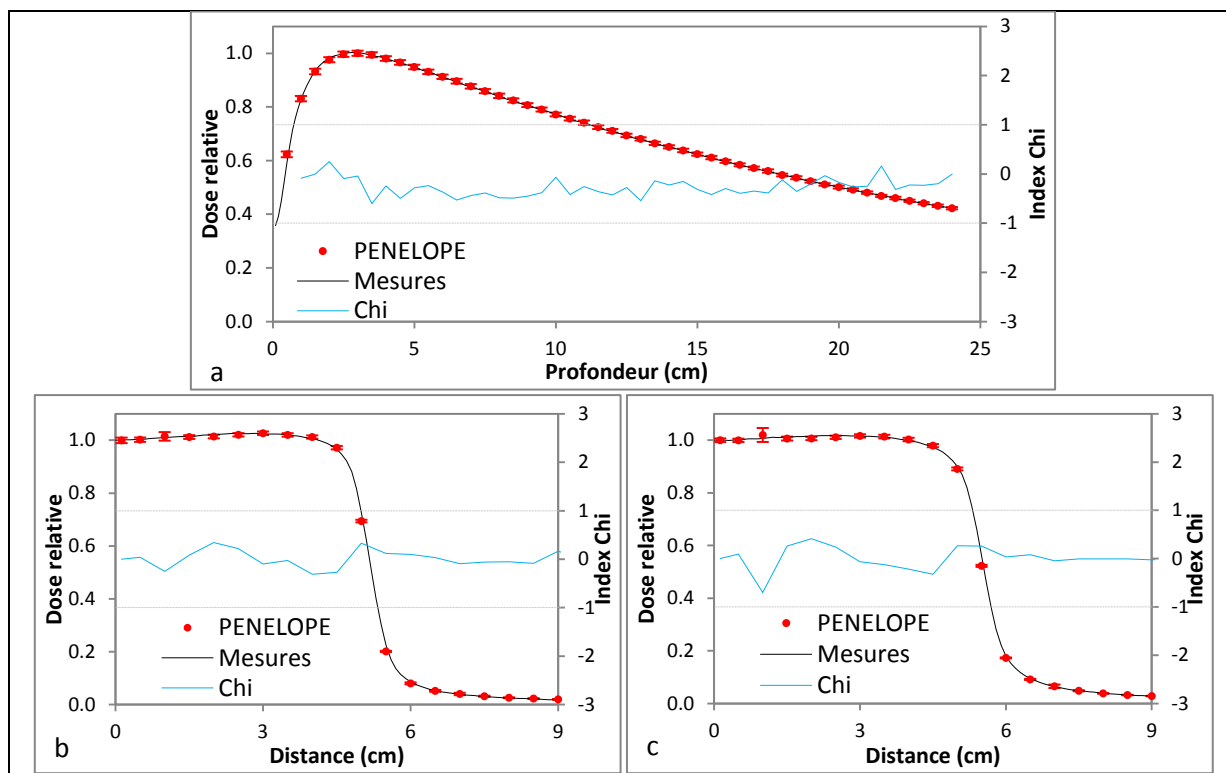 1.0
0.8
0.6
0.4
0.2
0.0
Dose relative
3
2
1
0
-1
-2
-3
Index Chi
PENELOPE
Mesures
Chi
0 5 10 15 20 25
Profondeur (cm)
a
1.0
0.8
0.6
0.4
0.2
0.0
Dose relative
3
2
1
0
-1
-2
-3
Index Chi
PENELOPE
Mesures
Chi
0 3 6 9
Distance (cm)
b
1.0
0.8
0.6
0.4
0.2
0.0
Dose relative
3
2
1
0
-1
-2
-3
Index Chi
PENELOPE
Mesures
Chi
0 3 6 9
Distance (cm)
c